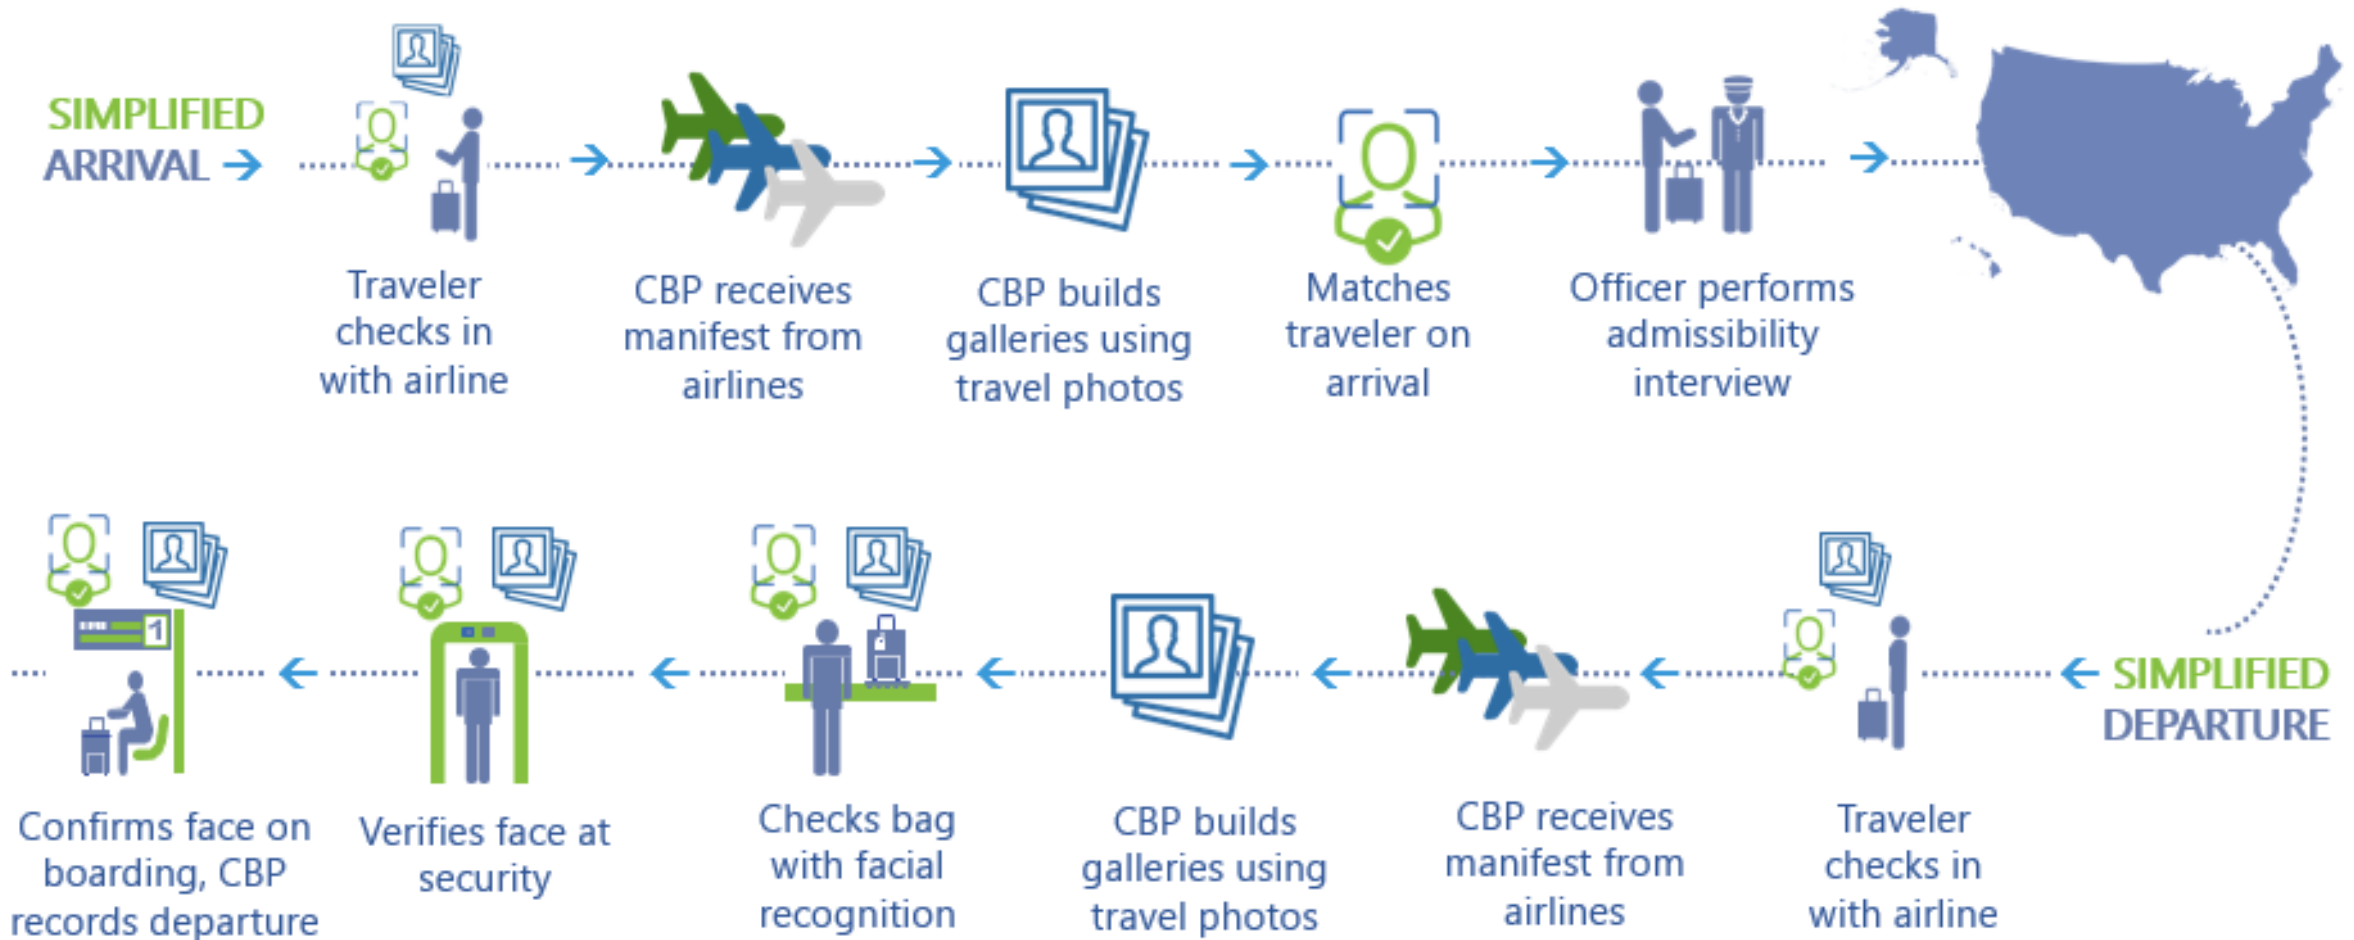 SIMPLIFIED
ARRIVAL
Traveler
checks in
with airline
CBP receives
manifest from
airlines
CBP builds
galleries using
travel photos
Matches
traveler on
arrival
Officer performs
admissibility
interview
SIMPLIFIED
DEPARTURE
Traveler
checks in
with airline
CBP receives
manifest from
airlines
CBP builds
galleries using
travel photos
Checks bag
with facial
recognition
Verifies face at
security
1
Confirms face on
boarding, CBP
records departure